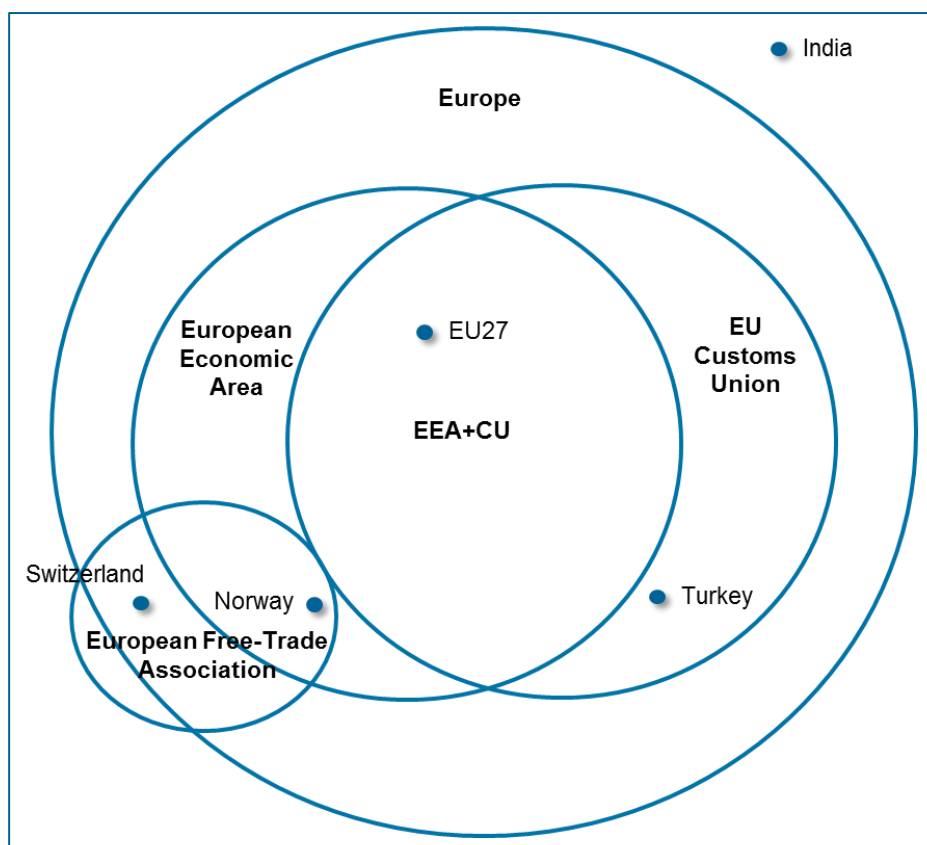 India
Europe
European
Economic
Area
EU27
EU
Customs
Union
EEA+CU
Switzerland
Norway
Turkey
European Free-Trade
Association